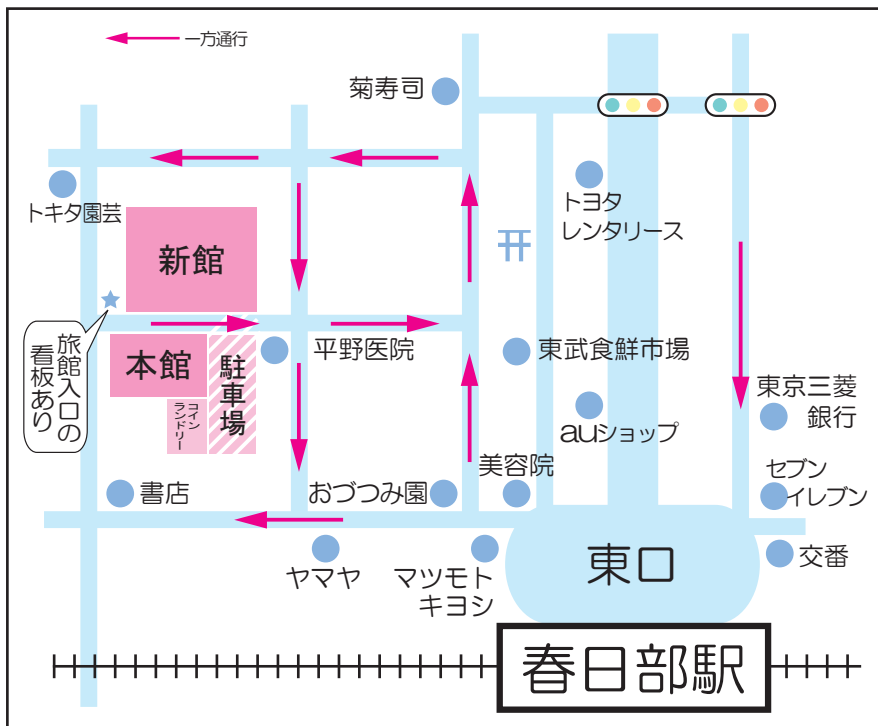 一方通行
菊寿司
トヨタ
レンタリース
トキタ園芸
新館
旅館入口の
看板あり
本館
駐車場
コイン
ランドリー
平野医院
東武食鮮市場
auショップ
東京三菱
銀行
美容院
セブン
イレブン
書店
おづつみ園
ヤマヤ
マツモト
キヨシ
東口
交番
春日部駅